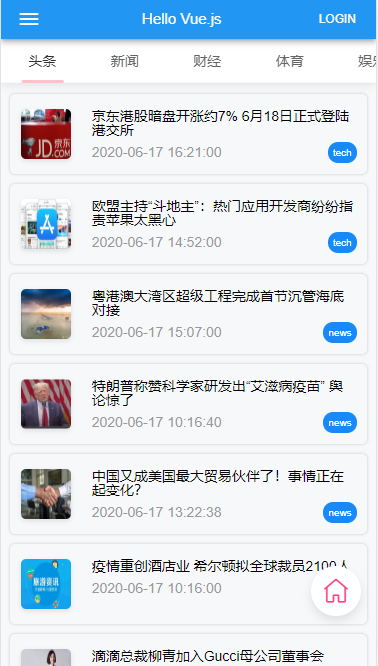 Hello Vue.js LOGIN
头条 新闻 财经 体育
京东港股暗盘开涨约7% 6月18日正式登陆
港交所
2020-06-17 16:21:00
tech
京东
JD.COM
欧盟主持“斗地主”：热门应用开发商纷纷指
责苹果太黑心
2020-06-17 14:52:00
tech
粤港澳大湾区超级工程完成首节沉管海底
对接
2020-06-17 15:07:00
news
特朗普称赞科学家研发出“艾滋病疫苗” 舆
论惊了
2020-06-17 10:16:40
news
中国又成美国最大贸易伙伴了！事情正在
起变化？
2020-06-17 13:22:38
news
疫情重创酒店业 希尔顿拟全球裁员2100人
2020-06-17 10:16:00
旅游资讯
滴滴总裁柳青加入Gucci母公司董事会